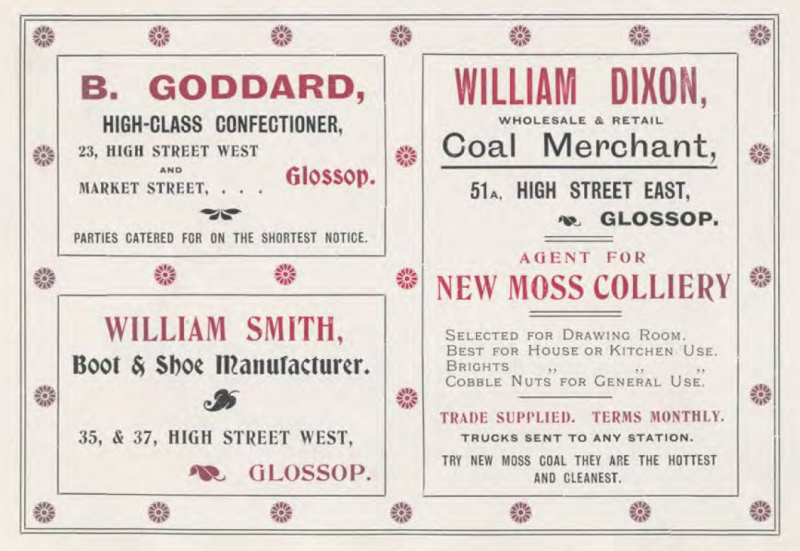 B. GODDARD,
HIGH-CLASS CONFECTIONER,
23, HIGH STREET WEST
AND
MARKET STREET, . . . Glossop.
PARTIES CATERED FOR ON THE SHORTEST NOTICE.
WILLIAM SMITH,
Boot & Shoe Manufacturer.
35, & 37, HIGH STREET WEST,
GLOSSOP.
WILLIAM DIXON,
WHOLESALE & RETAIL
Coal Merchant,
51A, HIGH STREET EAST,
GLOSSOP.
AGENT FOR
NEW MOSS COLLIERY
SELECTED FOR DRAWING ROOM.
BEST FOR HOUSE OR KITCHEN USE.
BRIGHTS ,, ,, ,,
COBBLE NUTS FOR GENERAL USE.
TRADE SUPPLIED. TERMS MONTHLY.
TRUCKS SENT TO ANY STATION.
TRY NEW MOSS COAL THEY ARE THE HOTTEST
AND CLEANEST.